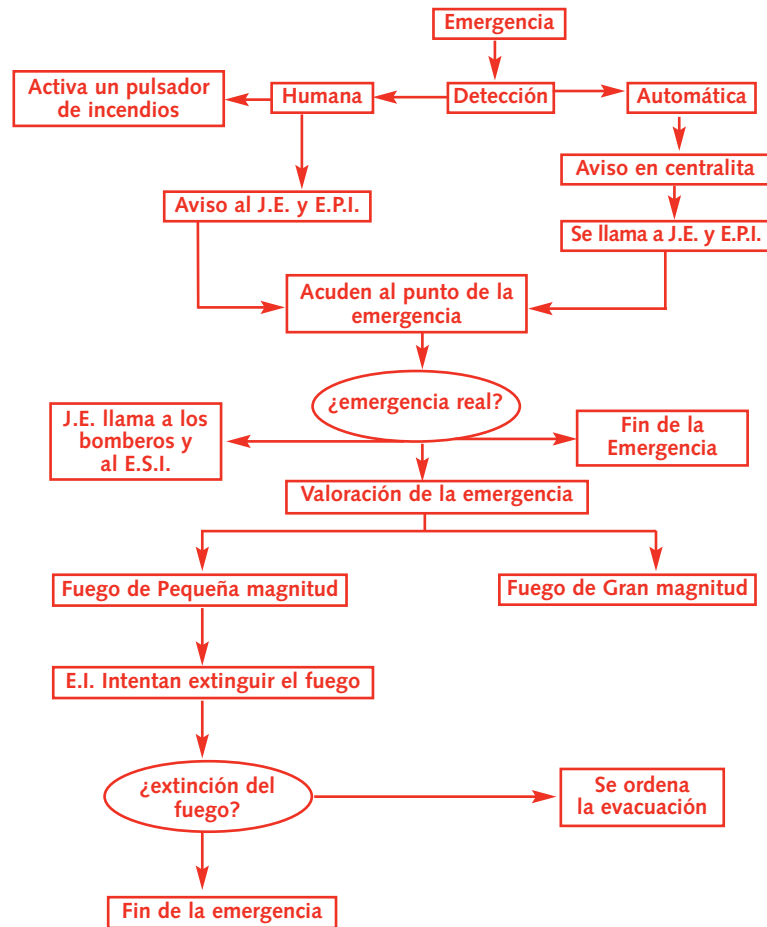 Emergencia
Activa un pulsador
de incendios
Humana
Detección
Automática
Aviso en centralita
Aviso al J.E. y E.P.I.
Se llama a J.E. y E.P.I.
Acuden al punto de la
emergencia
¿emergencia real?
J.E. llama a los
bomberos y
al E.S.I.
Fin de la
Emergencia
Valoración de la emergencia
Fuego de Pequeña magnitud
Fuego de Gran magnitud
E.I. Intentan extinguir el fuego
¿extinción del
fuego?
Se ordena
la evacuación
Fin de la emergencia